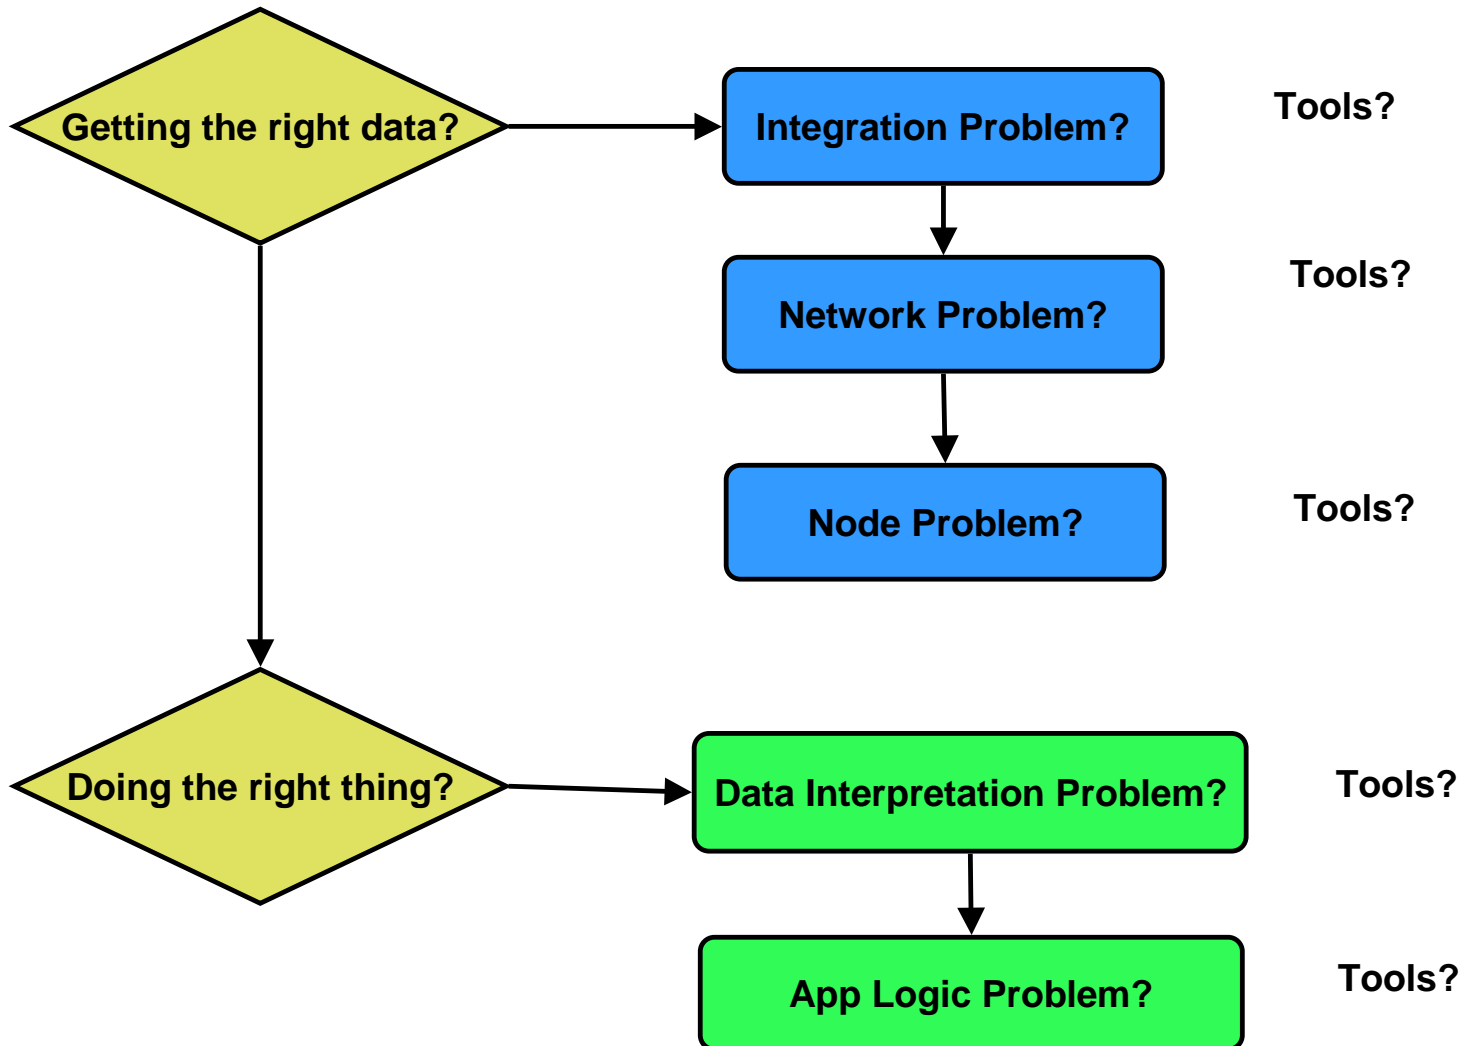 Getting the right data?
Integration Problem?
Tools?
Network Problem?
Tools?
Node Problem?
Tools?
Doing the right thing?
Data Interpretation Problem?
Tools?
App Logic Problem?
Tools?